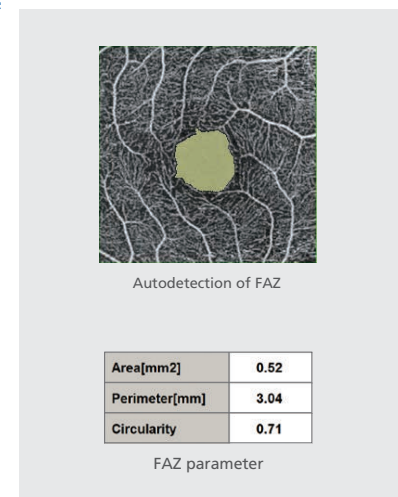 Autodetection of FAZ
Area[mm2] 0.52
Perimeter[mm] 3.04
Circularity 0.71
FAZ parameter